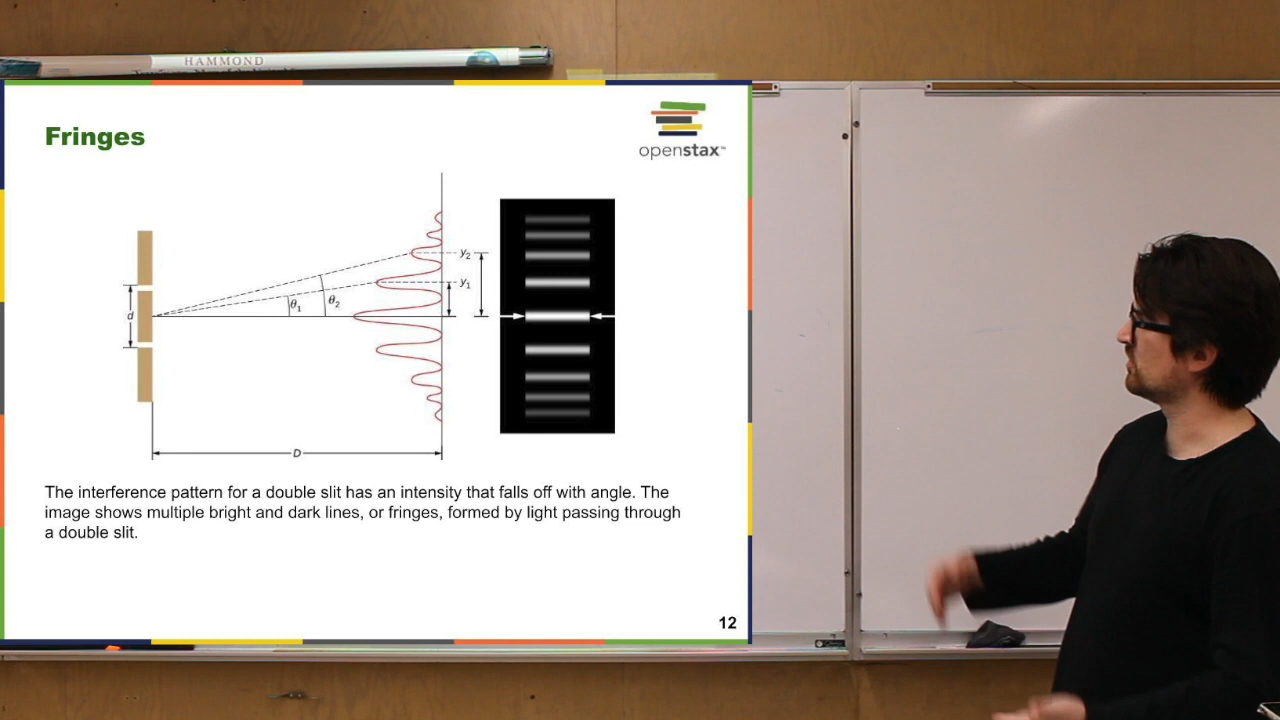 HAMMOND
Fringes
openstax™
y₂
y₁
θ₁
θ₂
d
D
The interference pattern for a double slit has an intensity that falls off with angle. The
image shows multiple bright and dark lines, or fringes, formed by light passing through
a double slit.
12